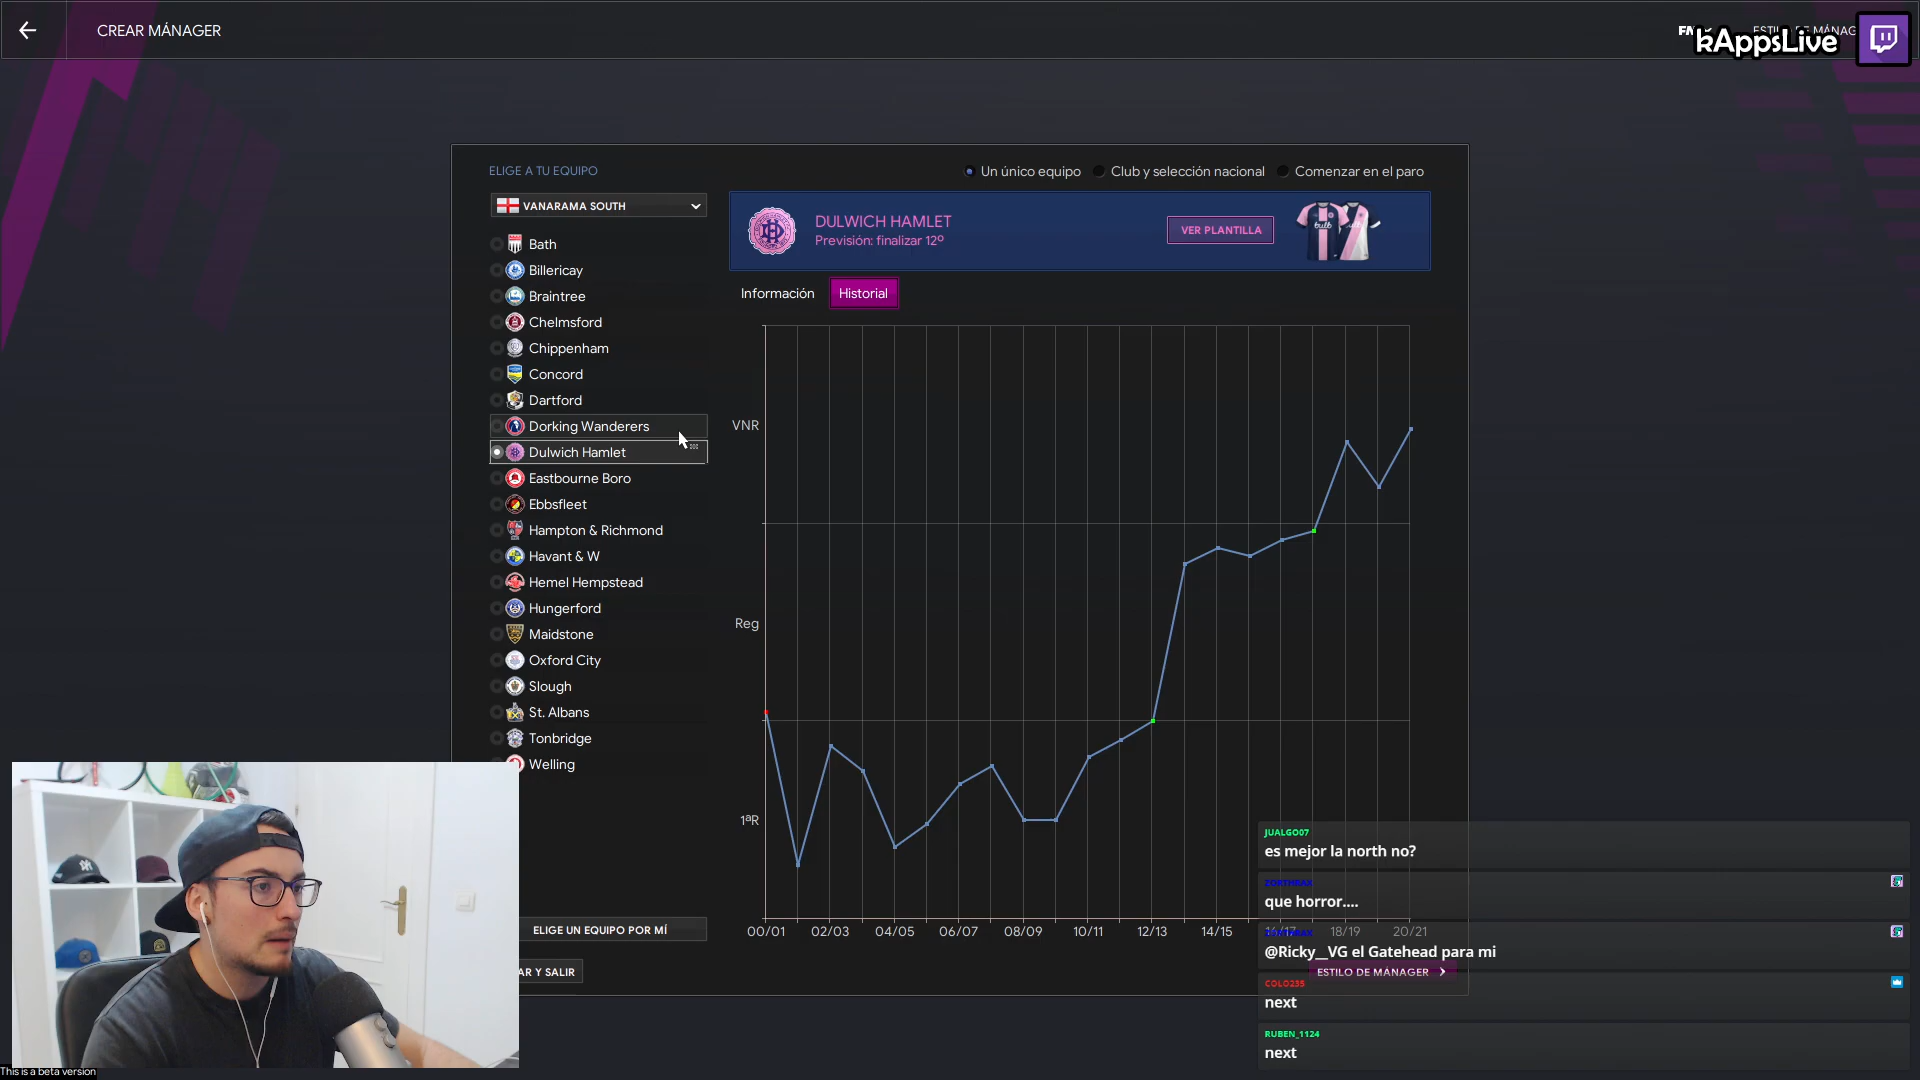 CREAR MÁNAGER
kAppsLive
ELIGE A TU EQUIPO
Un único equipo
Club y selección nacional
Comenzar en el paro
VANARAMA SOUTH
DULWICH HAMLET
Previsión: finalizar 12º
VER PLANTILLA
bulb
Información
Historial
Bath
Billericay
Braintree
Chelmsford
Chippenham
Concord
Dartford
Dorking Wanderers
Dulwich Hamlet
Eastbourne Boro
Ebbsfleet
Hampton & Richmond
Havant & W
Hemel Hempstead
Hungerford
Maidstone
Oxford City
Slough
St. Albans
Tonbridge
Welling
VNR
Reg
1ªR
00/01 02/03 04/05 06/07 08/09 10/11 12/13 14/15 16/17 18/19 20/21
ELIGE UN EQUIPO POR MÍ
AR Y SALIR
ESTILO DE MÁNAGER
JUALGO07
es mejor la north no?
que horror....
@Ricky__VG el Gatehead para mi
COLO235
next
RUBEN_1124
next
This is a beta version